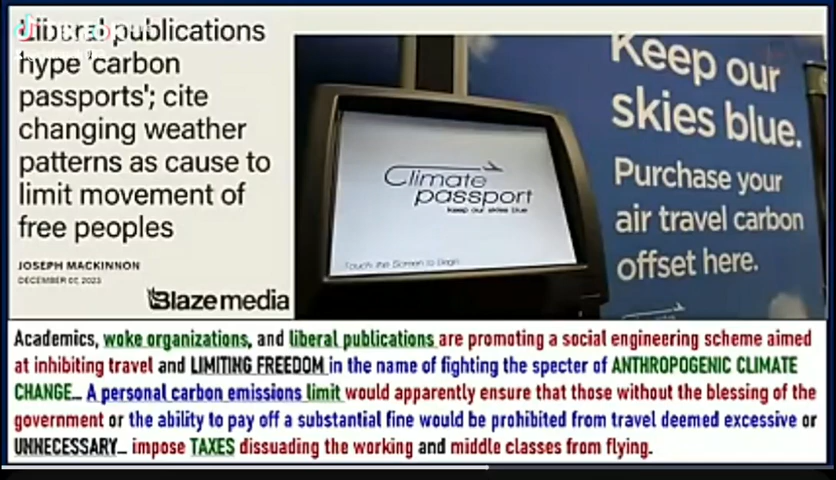 Liberal publications
hype 'carbon
passports'; cite
changing weather
patterns as cause to
limit movement of
free peoples
JOSEPH MACKINNON
DECEMBER 07, 2023
Blaze media
Climate
passport
keep our skies blue
Touch the Screen to Begin
Keep our
skies blue.
Purchase your
air travel carbon
offset here.
Academics, woke organizations, and liberal publications are promoting a social engineering scheme aimed
at inhibiting travel and LIMITING FREEDOM in the name of fighting the specter of ANTHROPOGENIC CLIMATE
CHANGE... A personal carbon emissions limit would apparently ensure that those without the blessing of the
government or the ability to pay off a substantial fine would be prohibited from travel deemed excessive or
UNNECESSARY... impose TAXES dissuading the working and middle classes from flying.